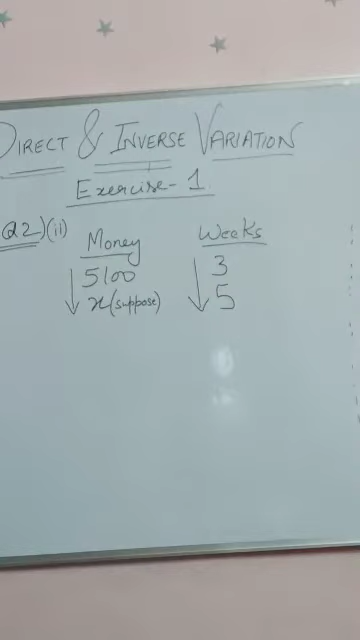 DIRECT & INVERSE VARIATION
Exercise-1.
Q2)(ii) Money Weeks
5100 3
x(suppose) 5